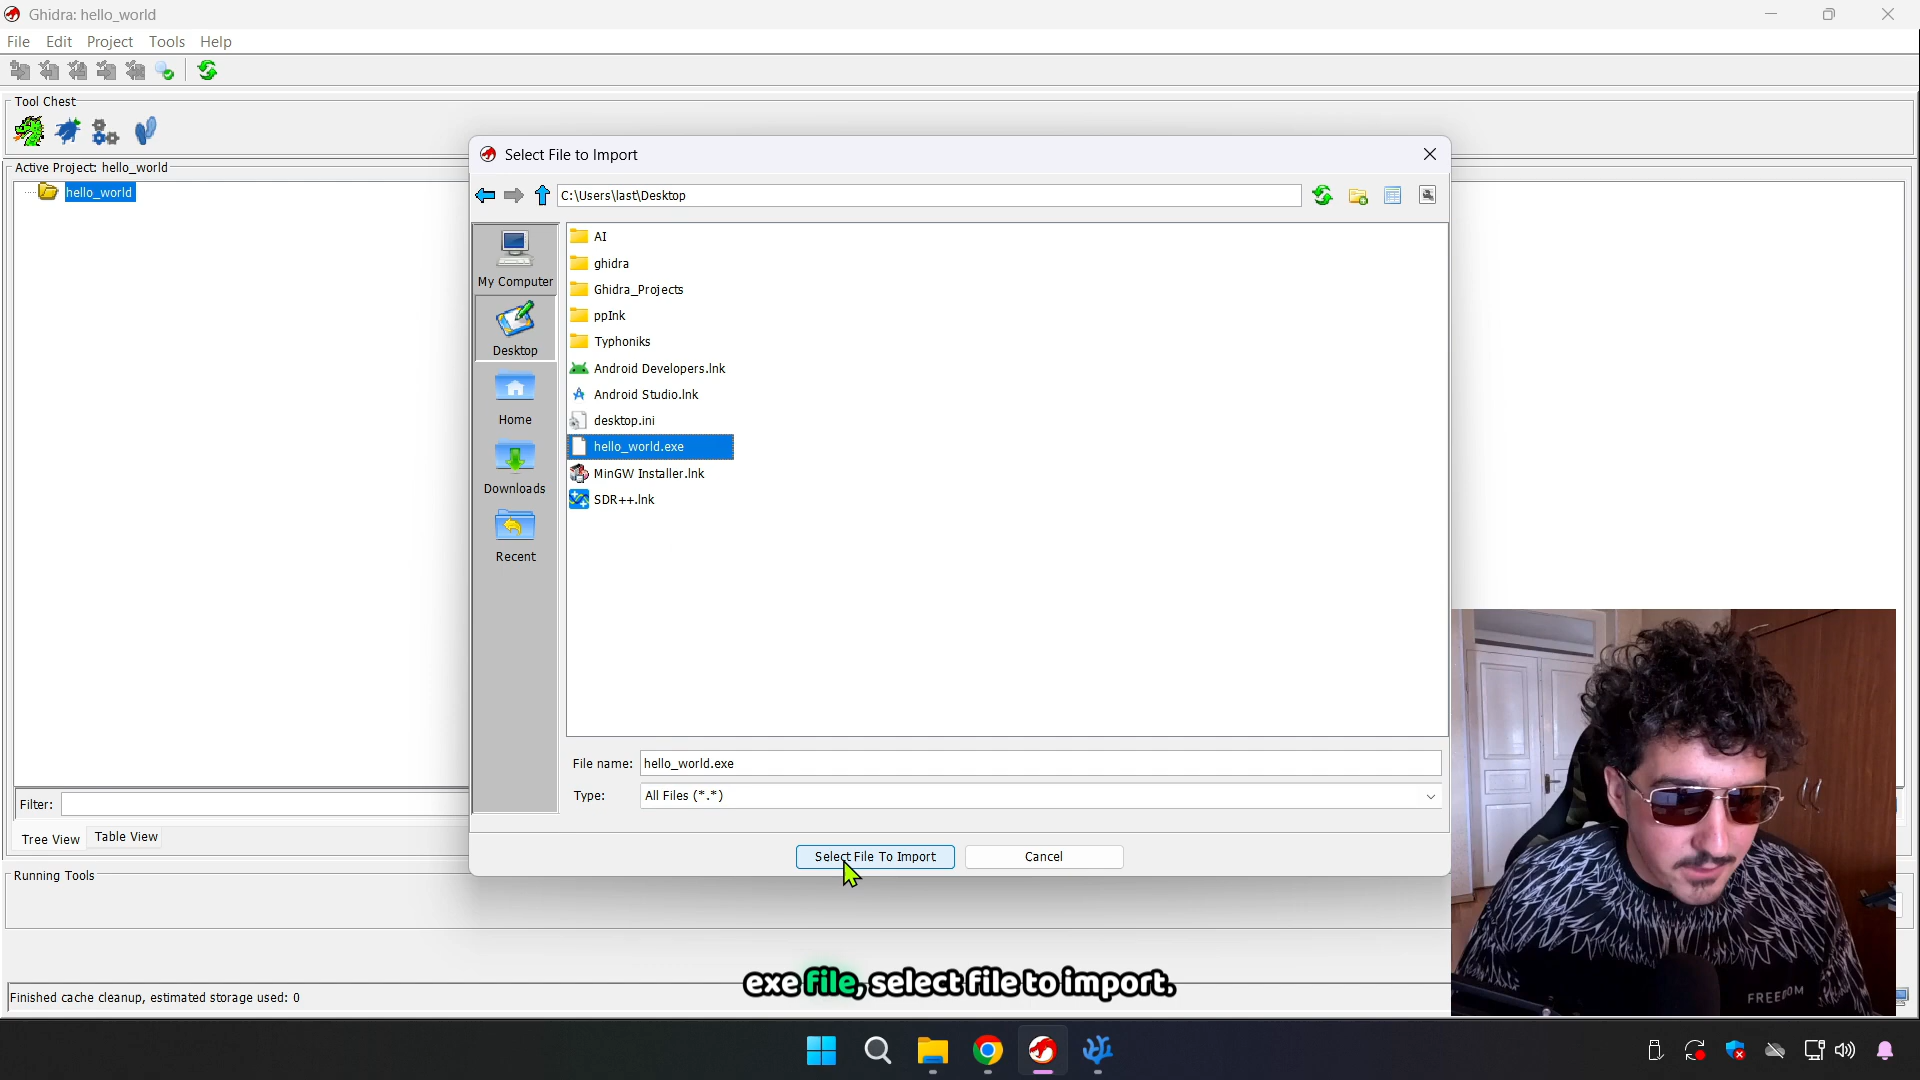 Ghidra: hello_world
File Edit Project Tools Help
Tool Chest
Active Project: hello_world
hello_world
Select File to Import
C:\Users\last\Desktop
My Computer
Desktop
Home
Downloads
Recent
AI
ghidra
Ghidra_Projects
ppInk
Typhoniks
Android Developers.lnk
Android Studio.lnk
desktop.ini
hello_world.exe
MinGW Installer.lnk
SDR++.lnk
File name: hello_world.exe
Type: All Files (*.*)
Select File To Import Cancel
Filter:
Tree View Table View
Running Tools
exe file, select file to import.
Finished cache cleanup, estimated storage used: 0
FREEDOM